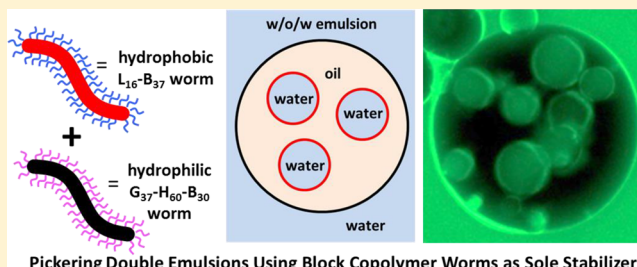 = hydrophobic
L16-B37 worm
+
= hydrophilic
G37-H60-B30
worm
w/o/w emulsion
oil
water
water
water
water
Pickering Double Emulsions Using Block Copolymer Worms as Sole Stabilizer